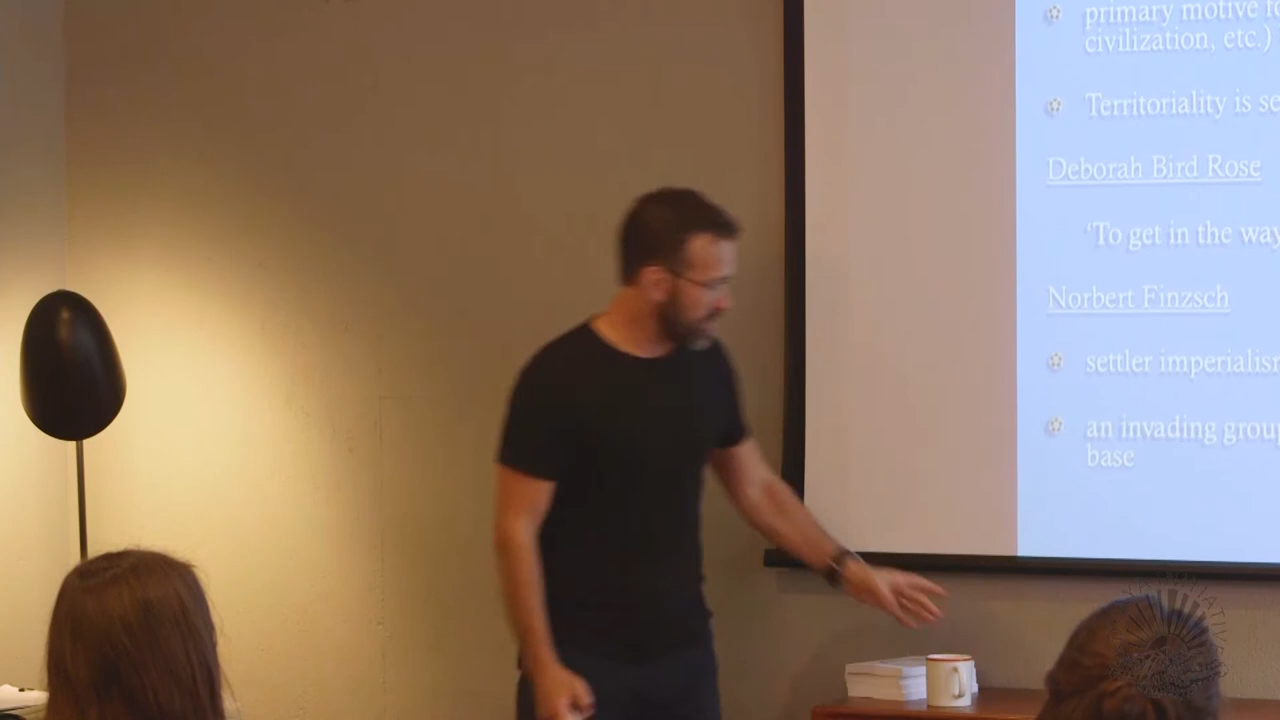 primary motive fo
civilization, etc.)
Territoriality is se
Deborah Bird Rose
'To get in the way
Norbert Finzsch
settler imperialism
an invading group
base